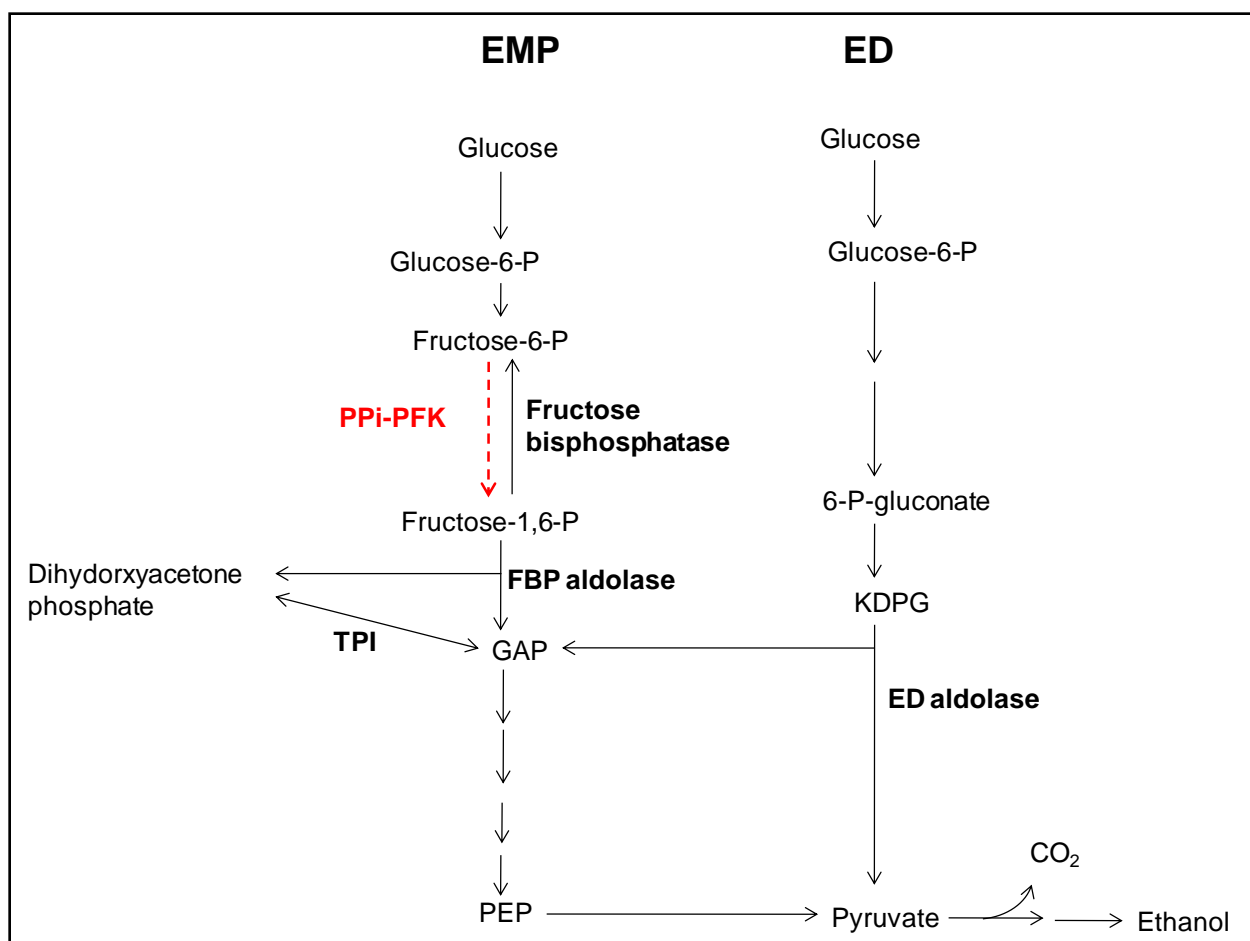 EMP
ED
Glucose
Glucose
Glucose-6-P
Glucose-6-P
Fructose-6-P
PPi-PFK
Fructose
bisphosphatase
6-P-gluconate
Fructose-1,6-P
Dihydorxyacetone
phosphate
FBP aldolase
KDPG
TPI
GAP
ED aldolase
CO₂
PEP
Pyruvate
Ethanol